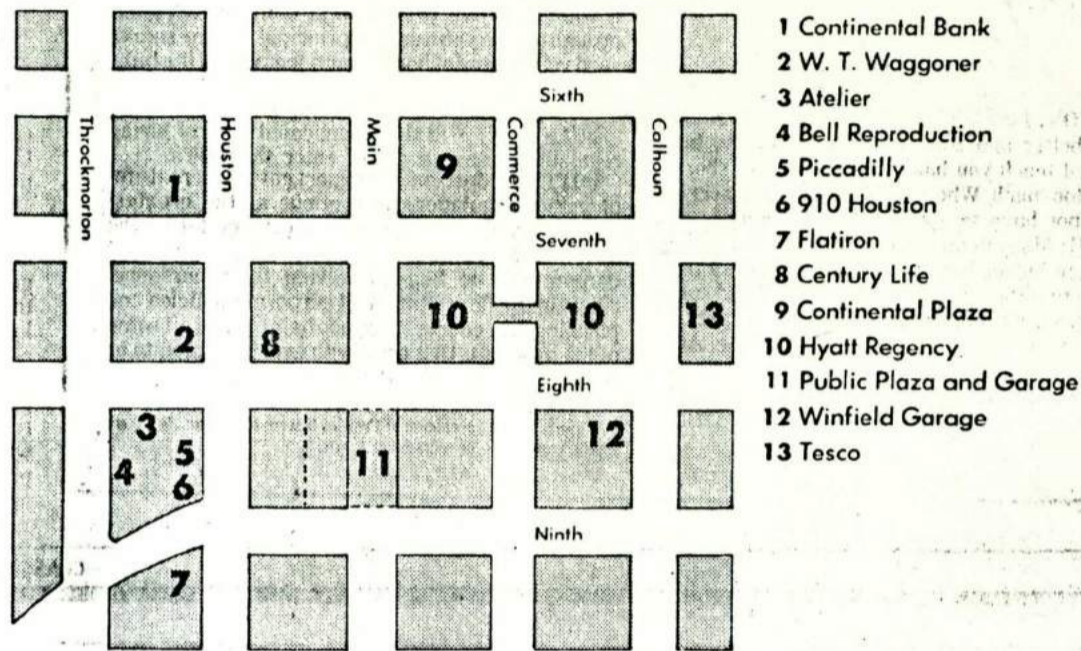 Sixth
Throckmorton
Houston
Main
Commerce
Calhoun
1
9
Seventh
2
8
10
10
13
Eighth
3
4
5
6
11
12
Ninth
7
1 Continental Bank
2 W. T. Waggoner
3 Atelier
4 Bell Reproduction
5 Piccadilly
6 910 Houston
7 Flatiron
8 Century Life
9 Continental Plaza
10 Hyatt Regency
11 Public Plaza and Garage
12 Winfield Garage
13 Tesco